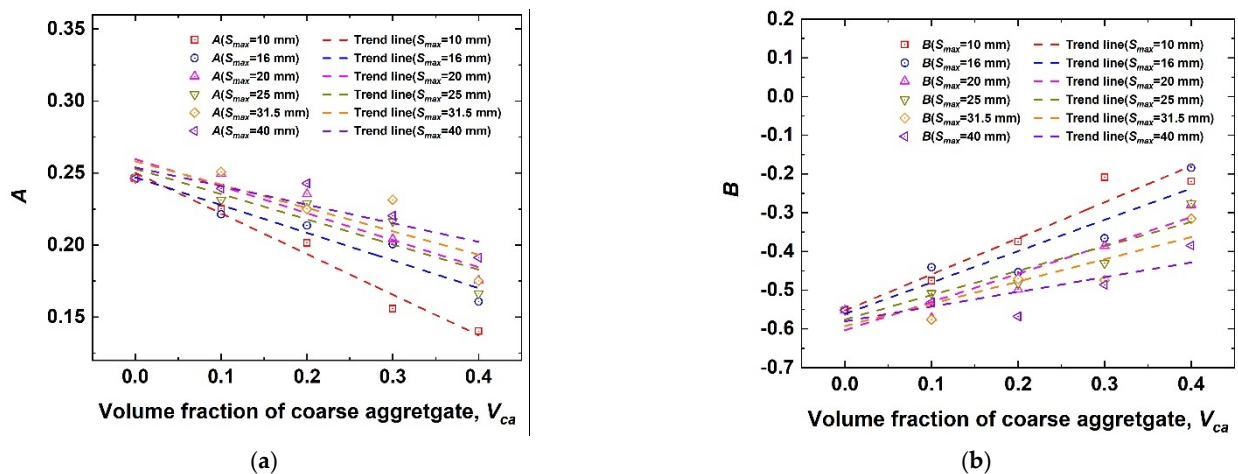 0.35
0.30
0.25
0.20
0.15
A
A(Smax=10 mm) Trend line(Smax=10 mm)
A(Smax=16 mm) Trend line(Smax=16 mm)
A(Smax=20 mm) Trend line(Smax=20 mm)
A(Smax=25 mm) Trend line(Smax=25 mm)
A(Smax=31.5 mm) Trend line(Smax=31.5 mm)
A(Smax=40 mm) Trend line(Smax=40 mm)
0.0 0.1 0.2 0.3 0.4
Volume fraction of coarse aggretgate, Vca
(a)
0.2
0.1
0.0
-0.1
-0.2
-0.3
-0.4
-0.5
-0.6
-0.7
B
B(Smax=10 mm) Trend line(Smax=10 mm)
B(Smax=16 mm) Trend line(Smax=16 mm)
B(Smax=20 mm) Trend line(Smax=20 mm)
B(Smax=25 mm) Trend line(Smax=25 mm)
B(Smax=31.5 mm) Trend line(Smax=31.5 mm)
B(Smax=40 mm) Trend line(Smax=40 mm)
0.0 0.1 0.2 0.3 0.4
Volume fraction of coarse aggretgate, Vca
(b)